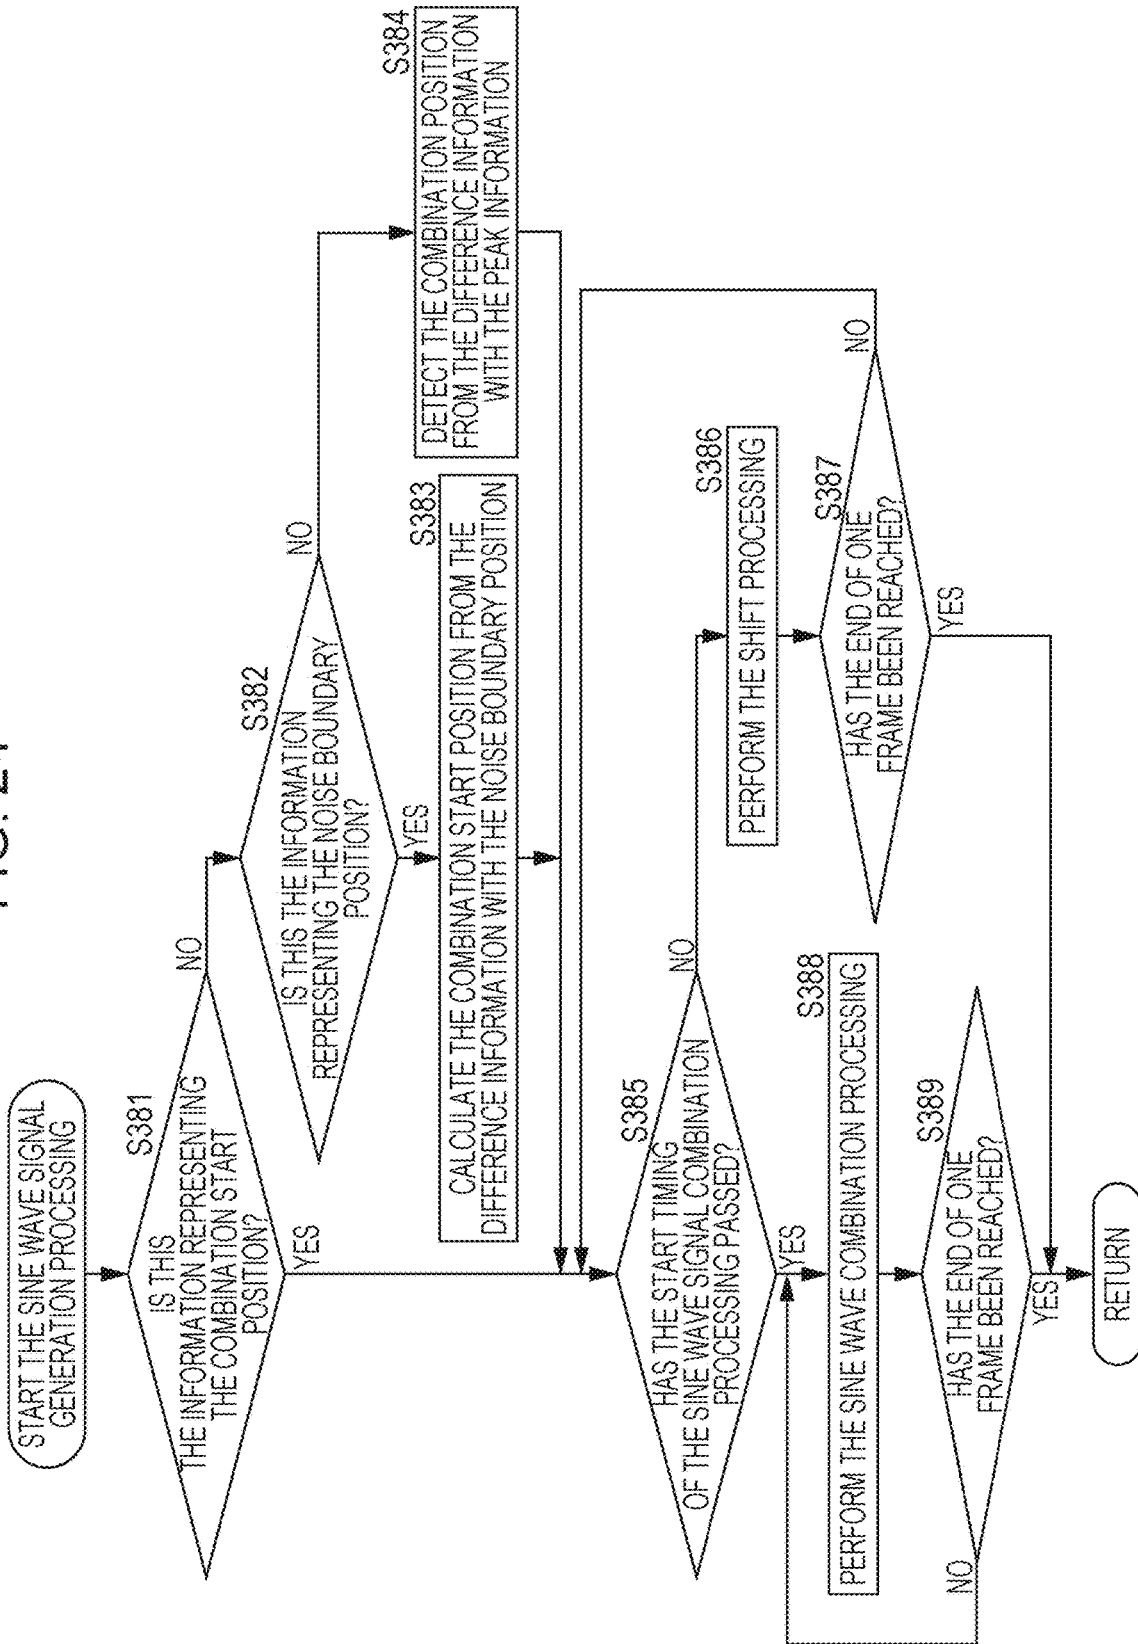 START THE SINE WAVE SIGNAL
GENERATION PROCESSING
S381
IS THIS
THE INFORMATION REPRESENTING
THE COMBINATION START
POSITION?
NO
YES
S382
IS THIS THE INFORMATION
REPRESENTING THE NOISE BOUNDARY
POSITION?
NO
YES
S383
CALCULATE THE COMBINATION START POSITION FROM THE
DIFFERENCE INFORMATION WITH THE NOISE BOUNDARY POSITION
S384
DETECT THE COMBINATION POSITION
FROM THE DIFFERENCE INFORMATION
WITH THE PEAK INFORMATION
S385
HAS THE START TIMING
OF THE SINE WAVE SIGNAL COMBINATION
PROCESSING PASSED?
NO
YES
S386
PERFORM THE SHIFT PROCESSING
S387
HAS THE END OF ONE
FRAME BEEN REACHED?
NO
YES
S388
PERFORM THE SINE WAVE COMBINATION PROCESSING
S389
HAS THE END OF ONE
FRAME BEEN REACHED?
NO
YES
RETURN